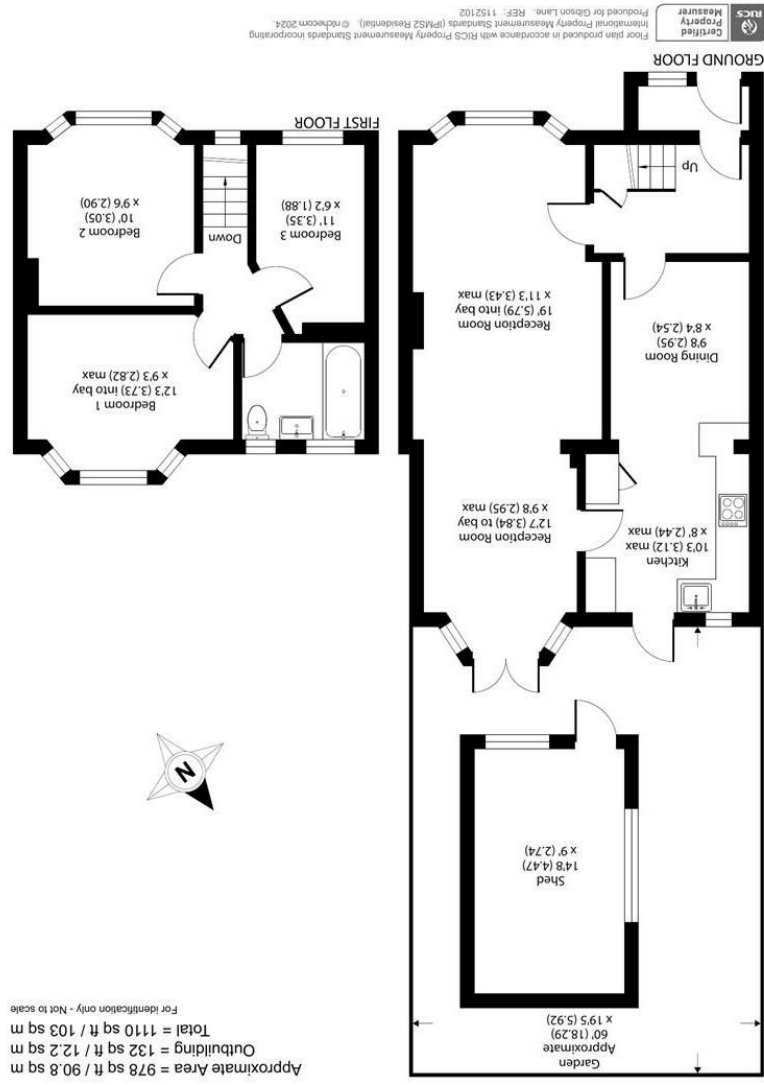 Approximate Area = 978 sq ft / 90.8 sq m
Outbuilding = 132 sq ft / 12.2 sq m
Total = 1110 sq ft / 103 sq m
For identification only - Not to scale
Garden
Approximate
60' (18.29)
x 19'5 (5.92)
Shed
14'8 (4.47)
x 9' (2.74)
N
Kitchen
10'3 (3.12) max
x 8' (2.44) max
Reception Room
12'7 (3.84) to bay
x 9'8 (2.95) max
Dining Room
9'8 (2.95)
x 8'4 (2.54)
Reception Room
19' (5.79) into bay
x 11'3 (3.43) max
Up
GROUND FLOOR
Bedroom 1
12'3 (3.73) into bay
x 9'3 (2.82) max
Bedroom 3
11' (3.35)
x 6'2 (1.88)
Down
Bedroom 2
10' (3.05)
x 9'6 (2.90)
FIRST FLOOR
RICS
Certified
Property
Measurer
Floor plan produced in accordance with RICS Property Measurement Standards incorporating
International Property Measurement Standards (IPMS2 Residential). © nichecom 2024.
Produced for Gibson Lane. REF: 1152102